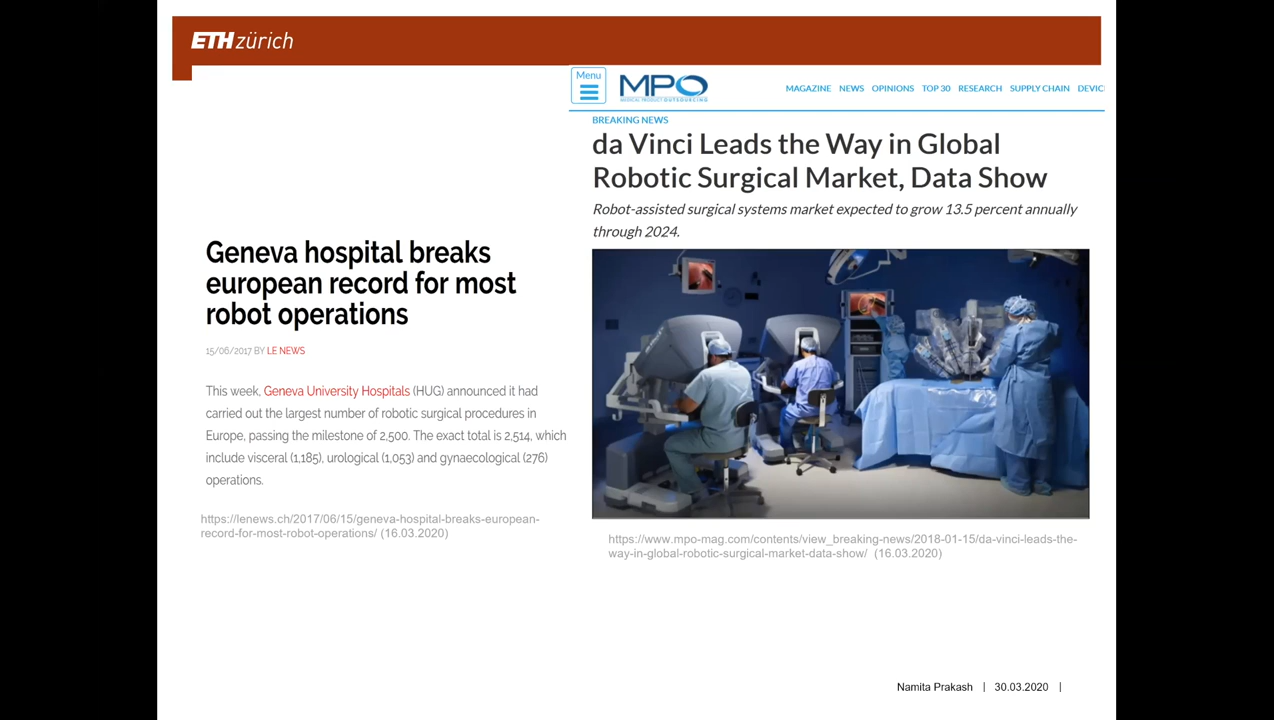 ETH zürich
Menu
MPO
MEDICAL PRODUCT OUTSOURCING
MAGAZINE NEWS OPINIONS TOP 30 RESEARCH SUPPLY CHAIN DEVIC
BREAKING NEWS
da Vinci Leads the Way in Global
Robotic Surgical Market, Data Show
Robot-assisted surgical systems market expected to grow 13.5 percent annually
through 2024.
Geneva hospital breaks
european record for most
robot operations
15/06/2017 BY LE NEWS
This week, Geneva University Hospitals (HUG) announced it had
carried out the largest number of robotic surgical procedures in
Europe, passing the milestone of 2,500. The exact total is 2,514, which
include visceral (1,185), urological (1,053) and gynaecological (276)
operations.
https://lenews.ch/2017/06/15/geneva-hospital-breaks-european-
record-for-most-robot-operations/ (16.03.2020)
https://www.mpo-mag.com/contents/view_breaking-news/2018-01-15/da-vinci-leads-the-
way-in-global-robotic-surgical-market-data-show/ (16.03.2020)
Namita Prakash | 30.03.2020 |